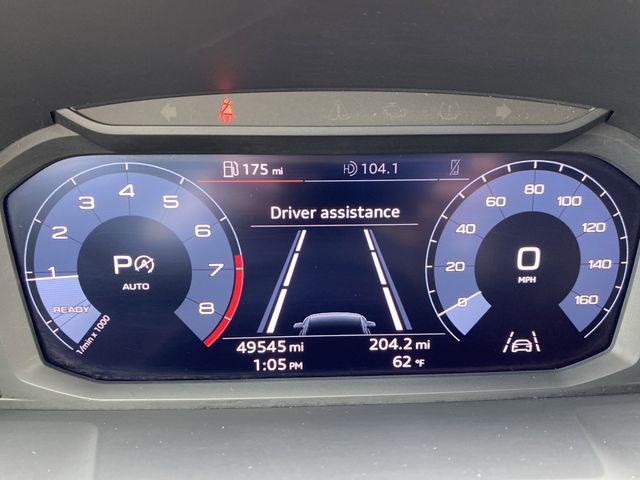 175 mi
104.1
Driver assistance
1 2 3 4 5 6 7 8
READY
1/min x 1000
P A
AUTO
0 20 40 60 80 100 120 140 160
0
MPH
49545 mi
204.2 mi
1:05 PM
62 °F